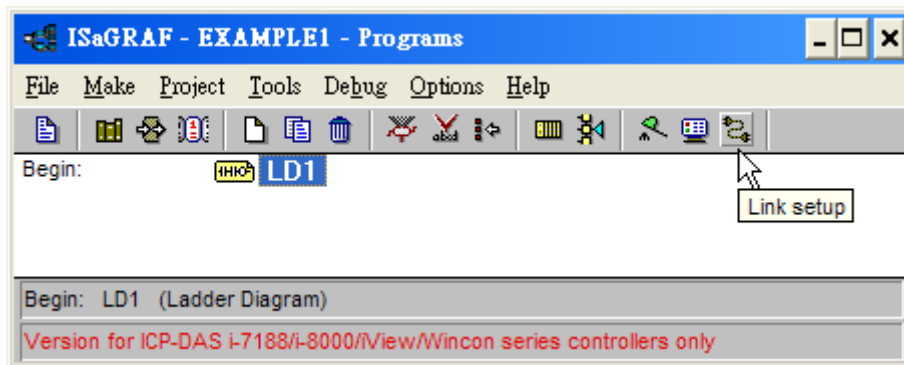 ISaGRAF - EXAMPLE1 - Programs
File Make Project Tools Debug Options Help
Begin: LD1
Link setup
Begin: LD1 (Ladder Diagram)
Version for ICP-DAS i-7188/i-8000/iView/Wincon series controllers only